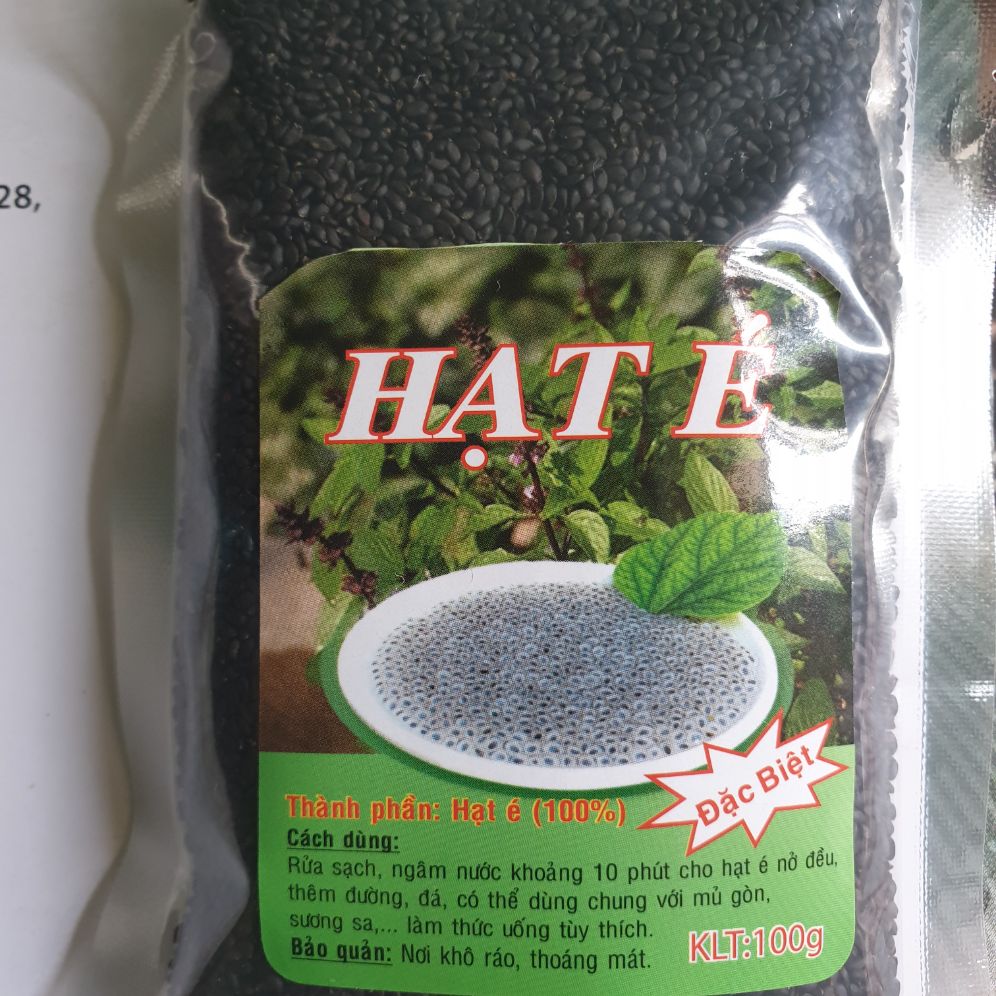 28,
HẠT É
Đặc Biệt
Thành phần: Hạt é (100%)
Cách dùng:
Rửa sạch, ngâm nước khoảng 10 phút cho hạt é nở đều,
thêm đường, đá, có thể dùng chung với mủ gòn,
sương sa,... làm thức uống tùy thích.
Bảo quản: Nơi khô ráo, thoáng mát.
KLT:100g